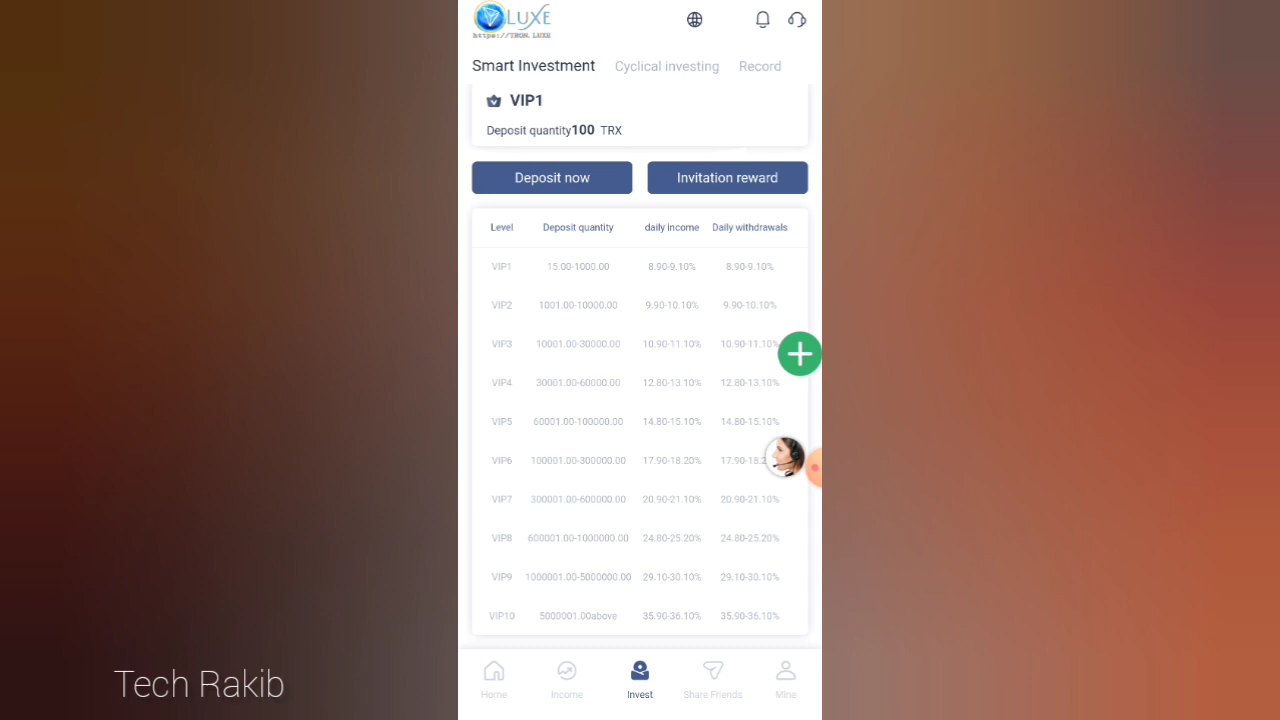 LUXE
https://TRON.LUXE
Smart Investment Cyclical investing Record
VIP1
Deposit quantity100 TRX
Deposit now Invitation reward
Level Deposit quantity daily income Daily withdrawals
VIP1 15.00-1000.00 8.90-9.10% 8.90-9.10%
VIP2 1001.00-10000.00 9.90-10.10% 9.90-10.10%
VIP3 10001.00-30000.00 10.90-11.10% 10.90-11.10%
VIP4 30001.00-60000.00 12.80-13.10% 12.80-13.10%
VIP5 60001.00-100000.00 14.80-15.10% 14.80-15.10%
VIP6 100001.00-300000.00 17.90-18.20% 17.90-18.2
VIP7 300001.00-600000.00 20.90-21.10% 20.90-21.10%
VIP8 600001.00-1000000.00 24.80-25.20% 24.80-25.20%
VIP9 1000001.00-5000000.00 29.10-30.10% 29.10-30.10%
VIP10 5000001.00above 35.90-36.10% 35.90-36.10%
Home Income Invest Share Friends Mine
Tech Rakib